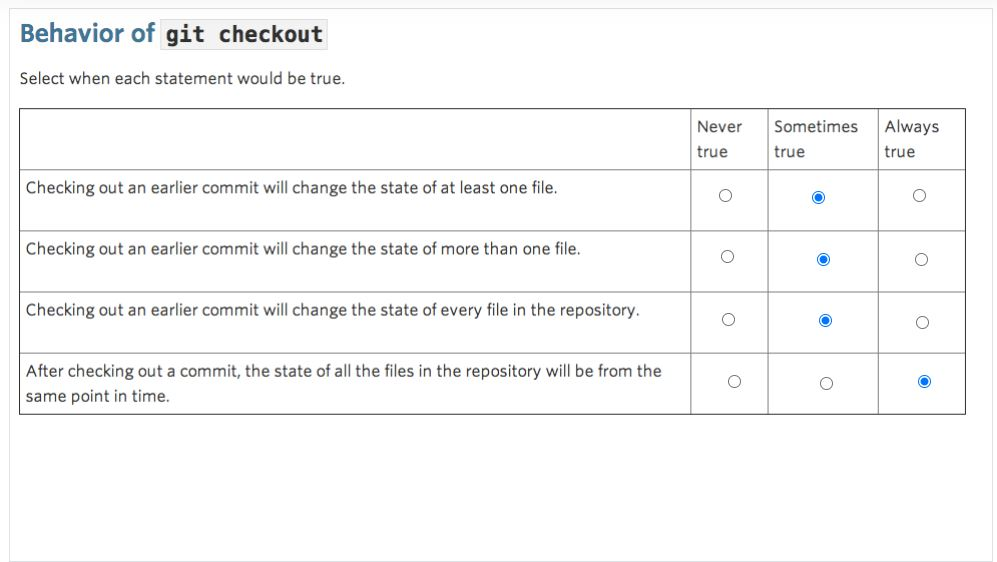 Behavior of git checkout
Select when each statement would be true.
Never true
Sometimes true
Always true
Checking out an earlier commit will change the state of at least one file.
Checking out an earlier commit will change the state of more than one file.
Checking out an earlier commit will change the state of every file in the repository.
After checking out a commit, the state of all the files in the repository will be from the
same point in time.